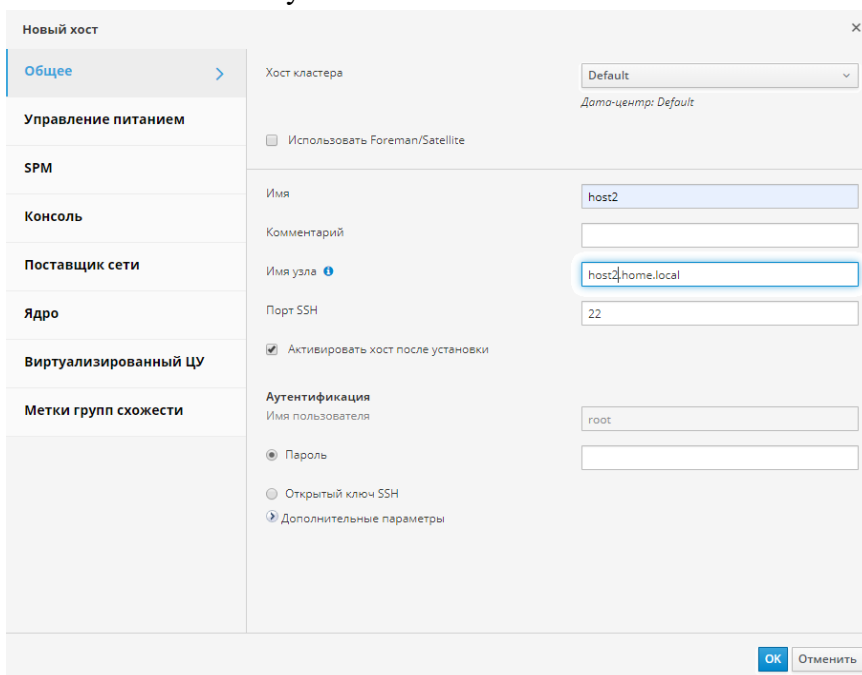 Новый хост
Общее
Управление питанием
SPM
Консоль
Поставщик сети
Ядро
Виртуализированный ЦУ
Метки групп схожести
Хост кластера
Default
Дата-центр: Default
Использовать Foreman/Satellite
Имя
host2
Комментарий
Имя узла
host2.home.local
Порт SSH
22
Активировать хост после установки
Аутентификация
Имя пользователя
root
Пароль
Открытый ключ SSH
Дополнительные параметры
OK
Отменить